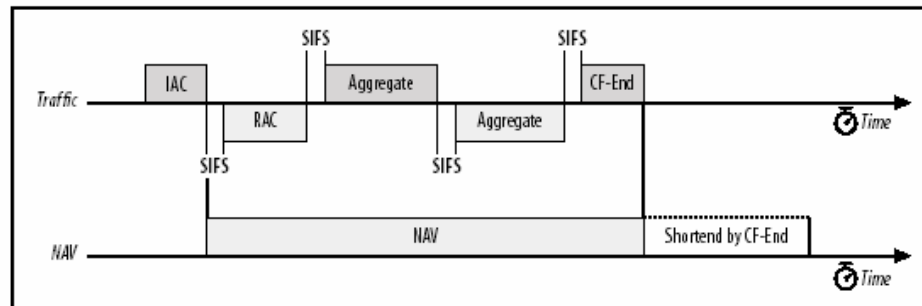 SIFS
SIFS
IAC
Aggregate
CF-End
Traffic
RAC
Aggregate
Time
SIFS
SIFS
NAV
Shortend by CF-End
NAV
Time